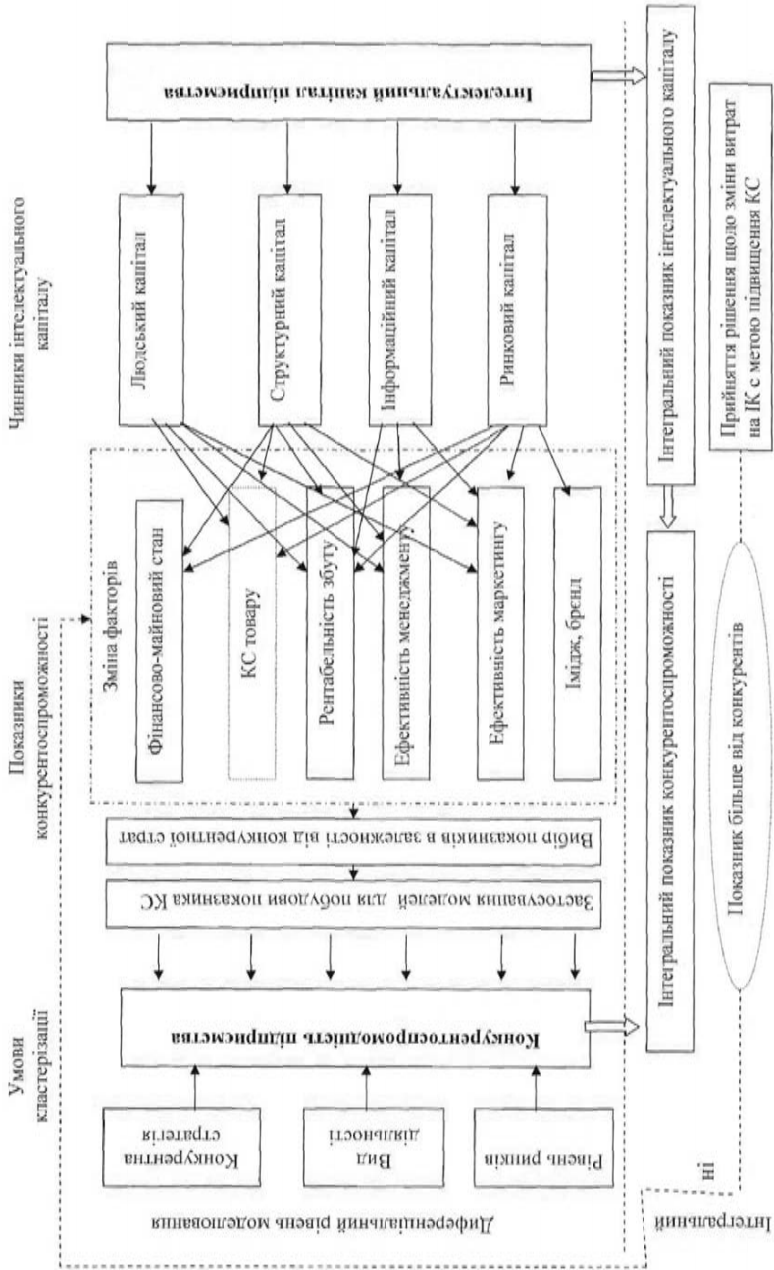 Умови
кластерізації
Показники
конкурентоспроможності
Чинники інтелектуального
капіталу
Диференціальний рівень моделювання
Конкурентна
стратегія
Вид
діяльності
Рівень ринків
Конкурентоспромодність підприємства
Застосування моделей для побудови показника КС
Вибір показників в залежності від конкурентної страт
Зміна факторів
Фінансово-майновий стан
КС товару
Рентабельність збуту
Ефективність менеджменту
Ефективність маркетингу
Імідж, брєнд
Людський капітал
Структурний капітал
Інформаційний капітал
Ринковий капітал
Інтелектуальний капітал підприємства
Інтегральний
ні
Інтегральний показник конкурентоспроможності
Інтегральний показник інтелектуального капіталу
Показник більше від конкурентів
Прийняття рішення щодо зміни витрат
на ІК с метою підвищення КС